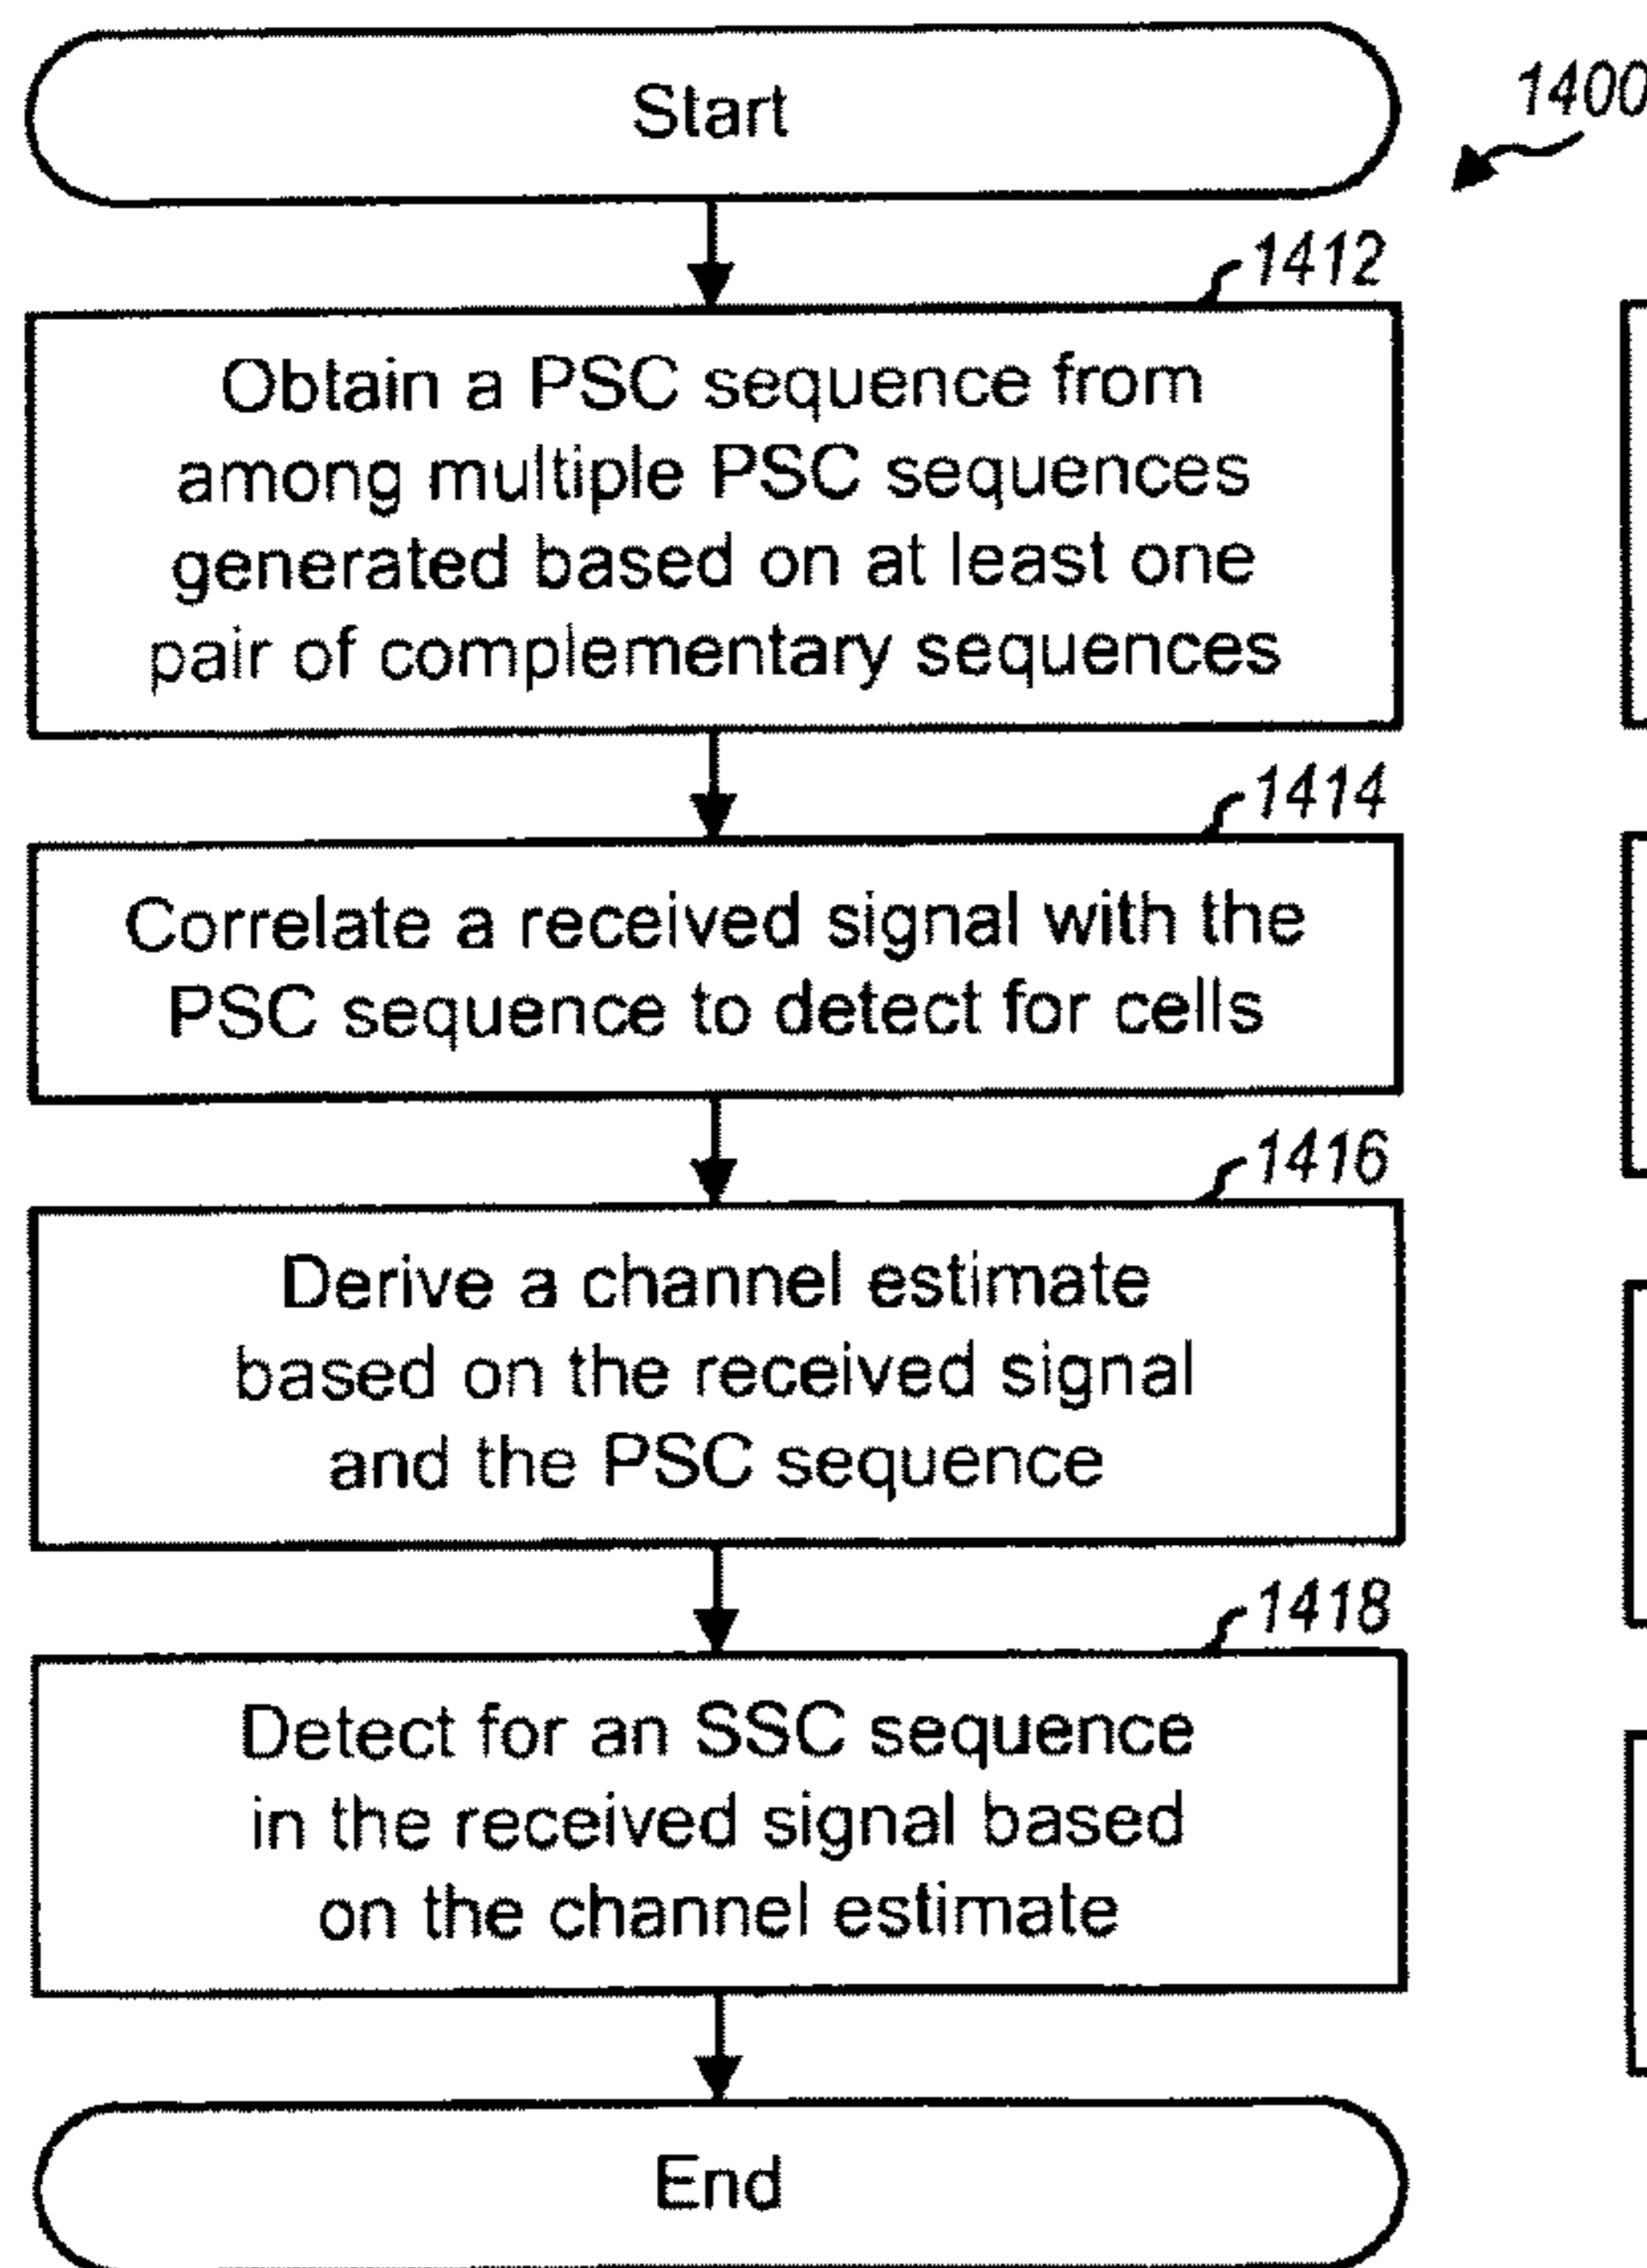 Start
1400
1412
Obtain a PSC sequence from
among multiple PSC sequences
generated based on at least one
pair of complementary sequences
1414
Correlate a received signal with the
PSC sequence to detect for cells
1416
Derive a channel estimate
based on the received signal
and the PSC sequence
1418
Detect for an SSC sequence
in the received signal based
on the channel estimate
End